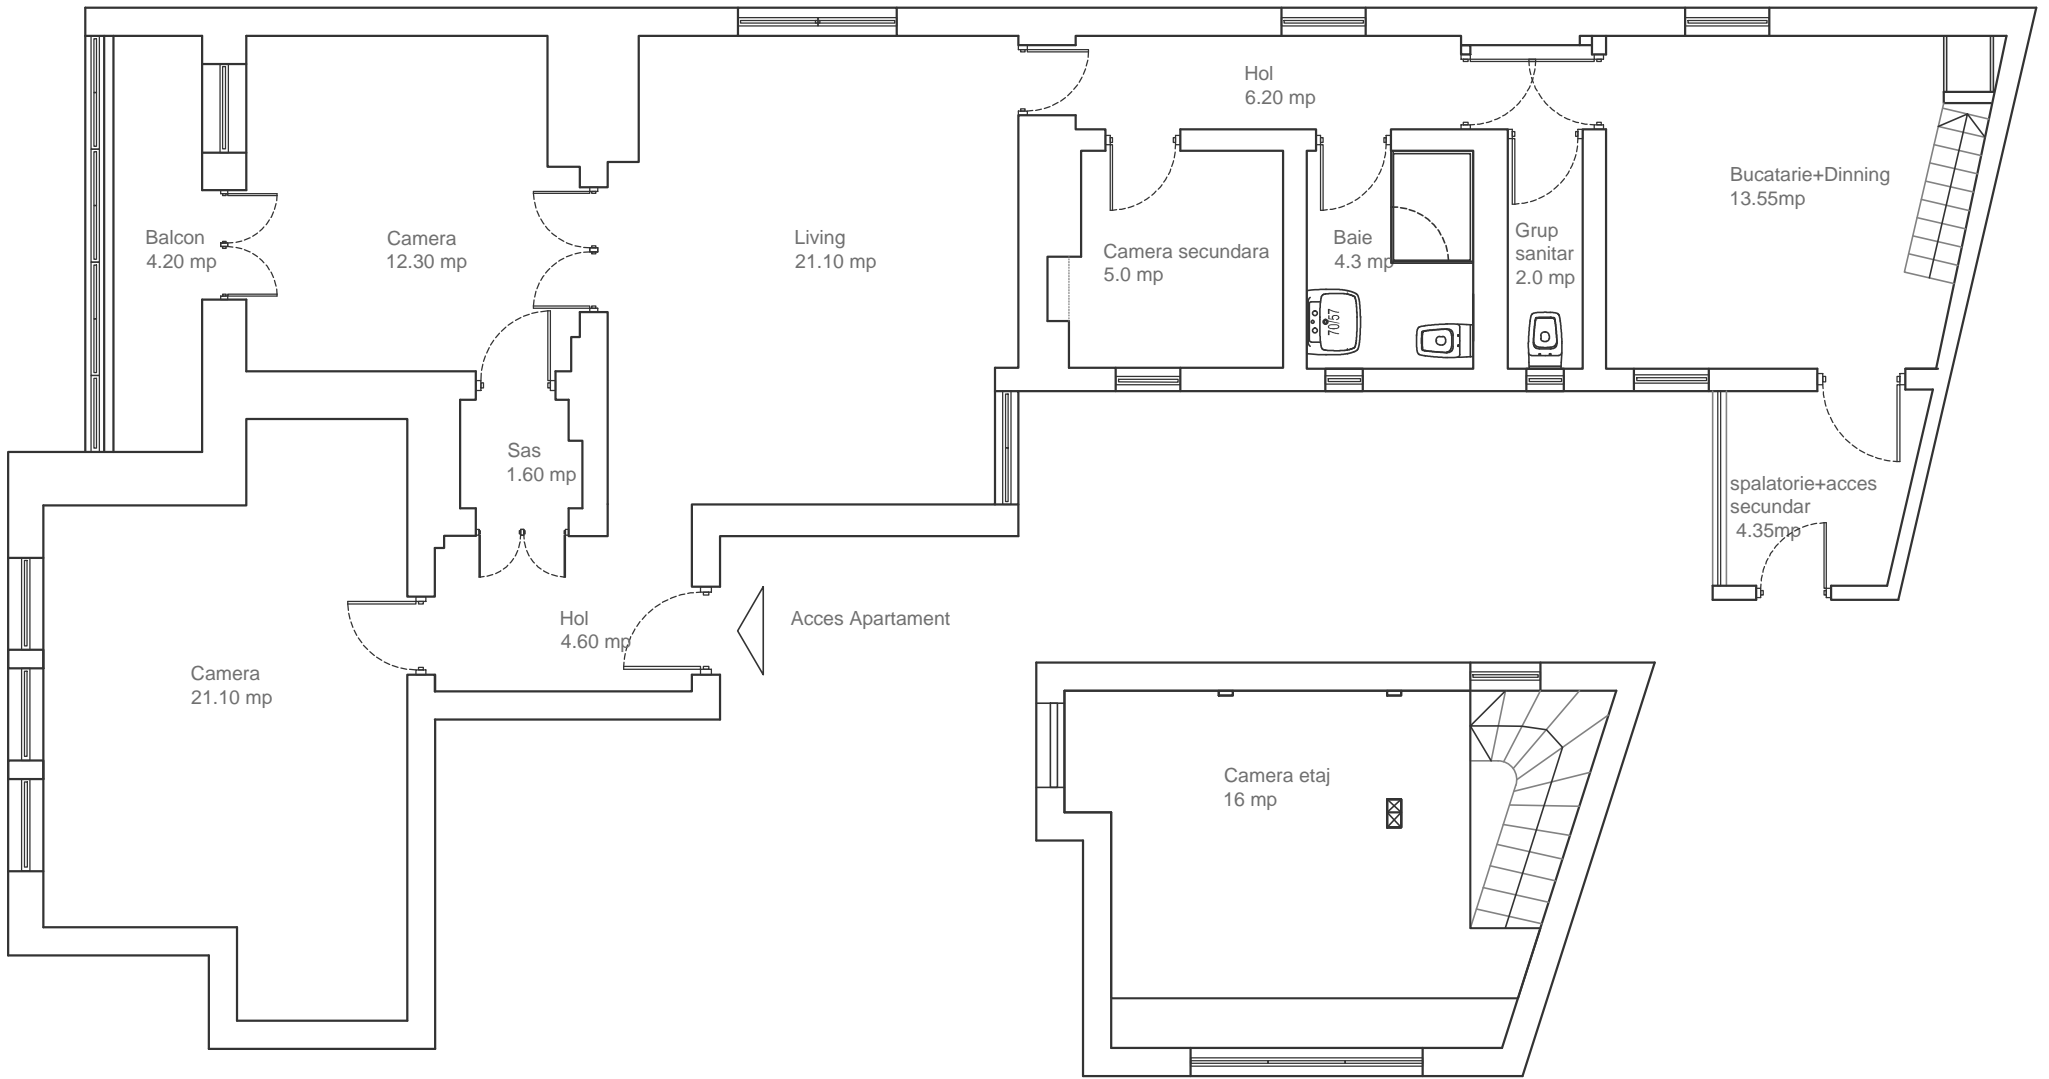 Hol
6.20 mp
Bucatarie+Dinning
13.55mp
Balcon
4.20 mp
Camera
12.30 mp
Living
21.10 mp
Camera secundara
5.0 mp
Baie
4.3 mp
Grup
sanitar
2.0 mp
70/57
Sas
1.60 mp
spalatorie+acces
secundar
4.35mp
Hol
4.60 mp
Acces Apartament
Camera
21.10 mp
Camera etaj
16 mp